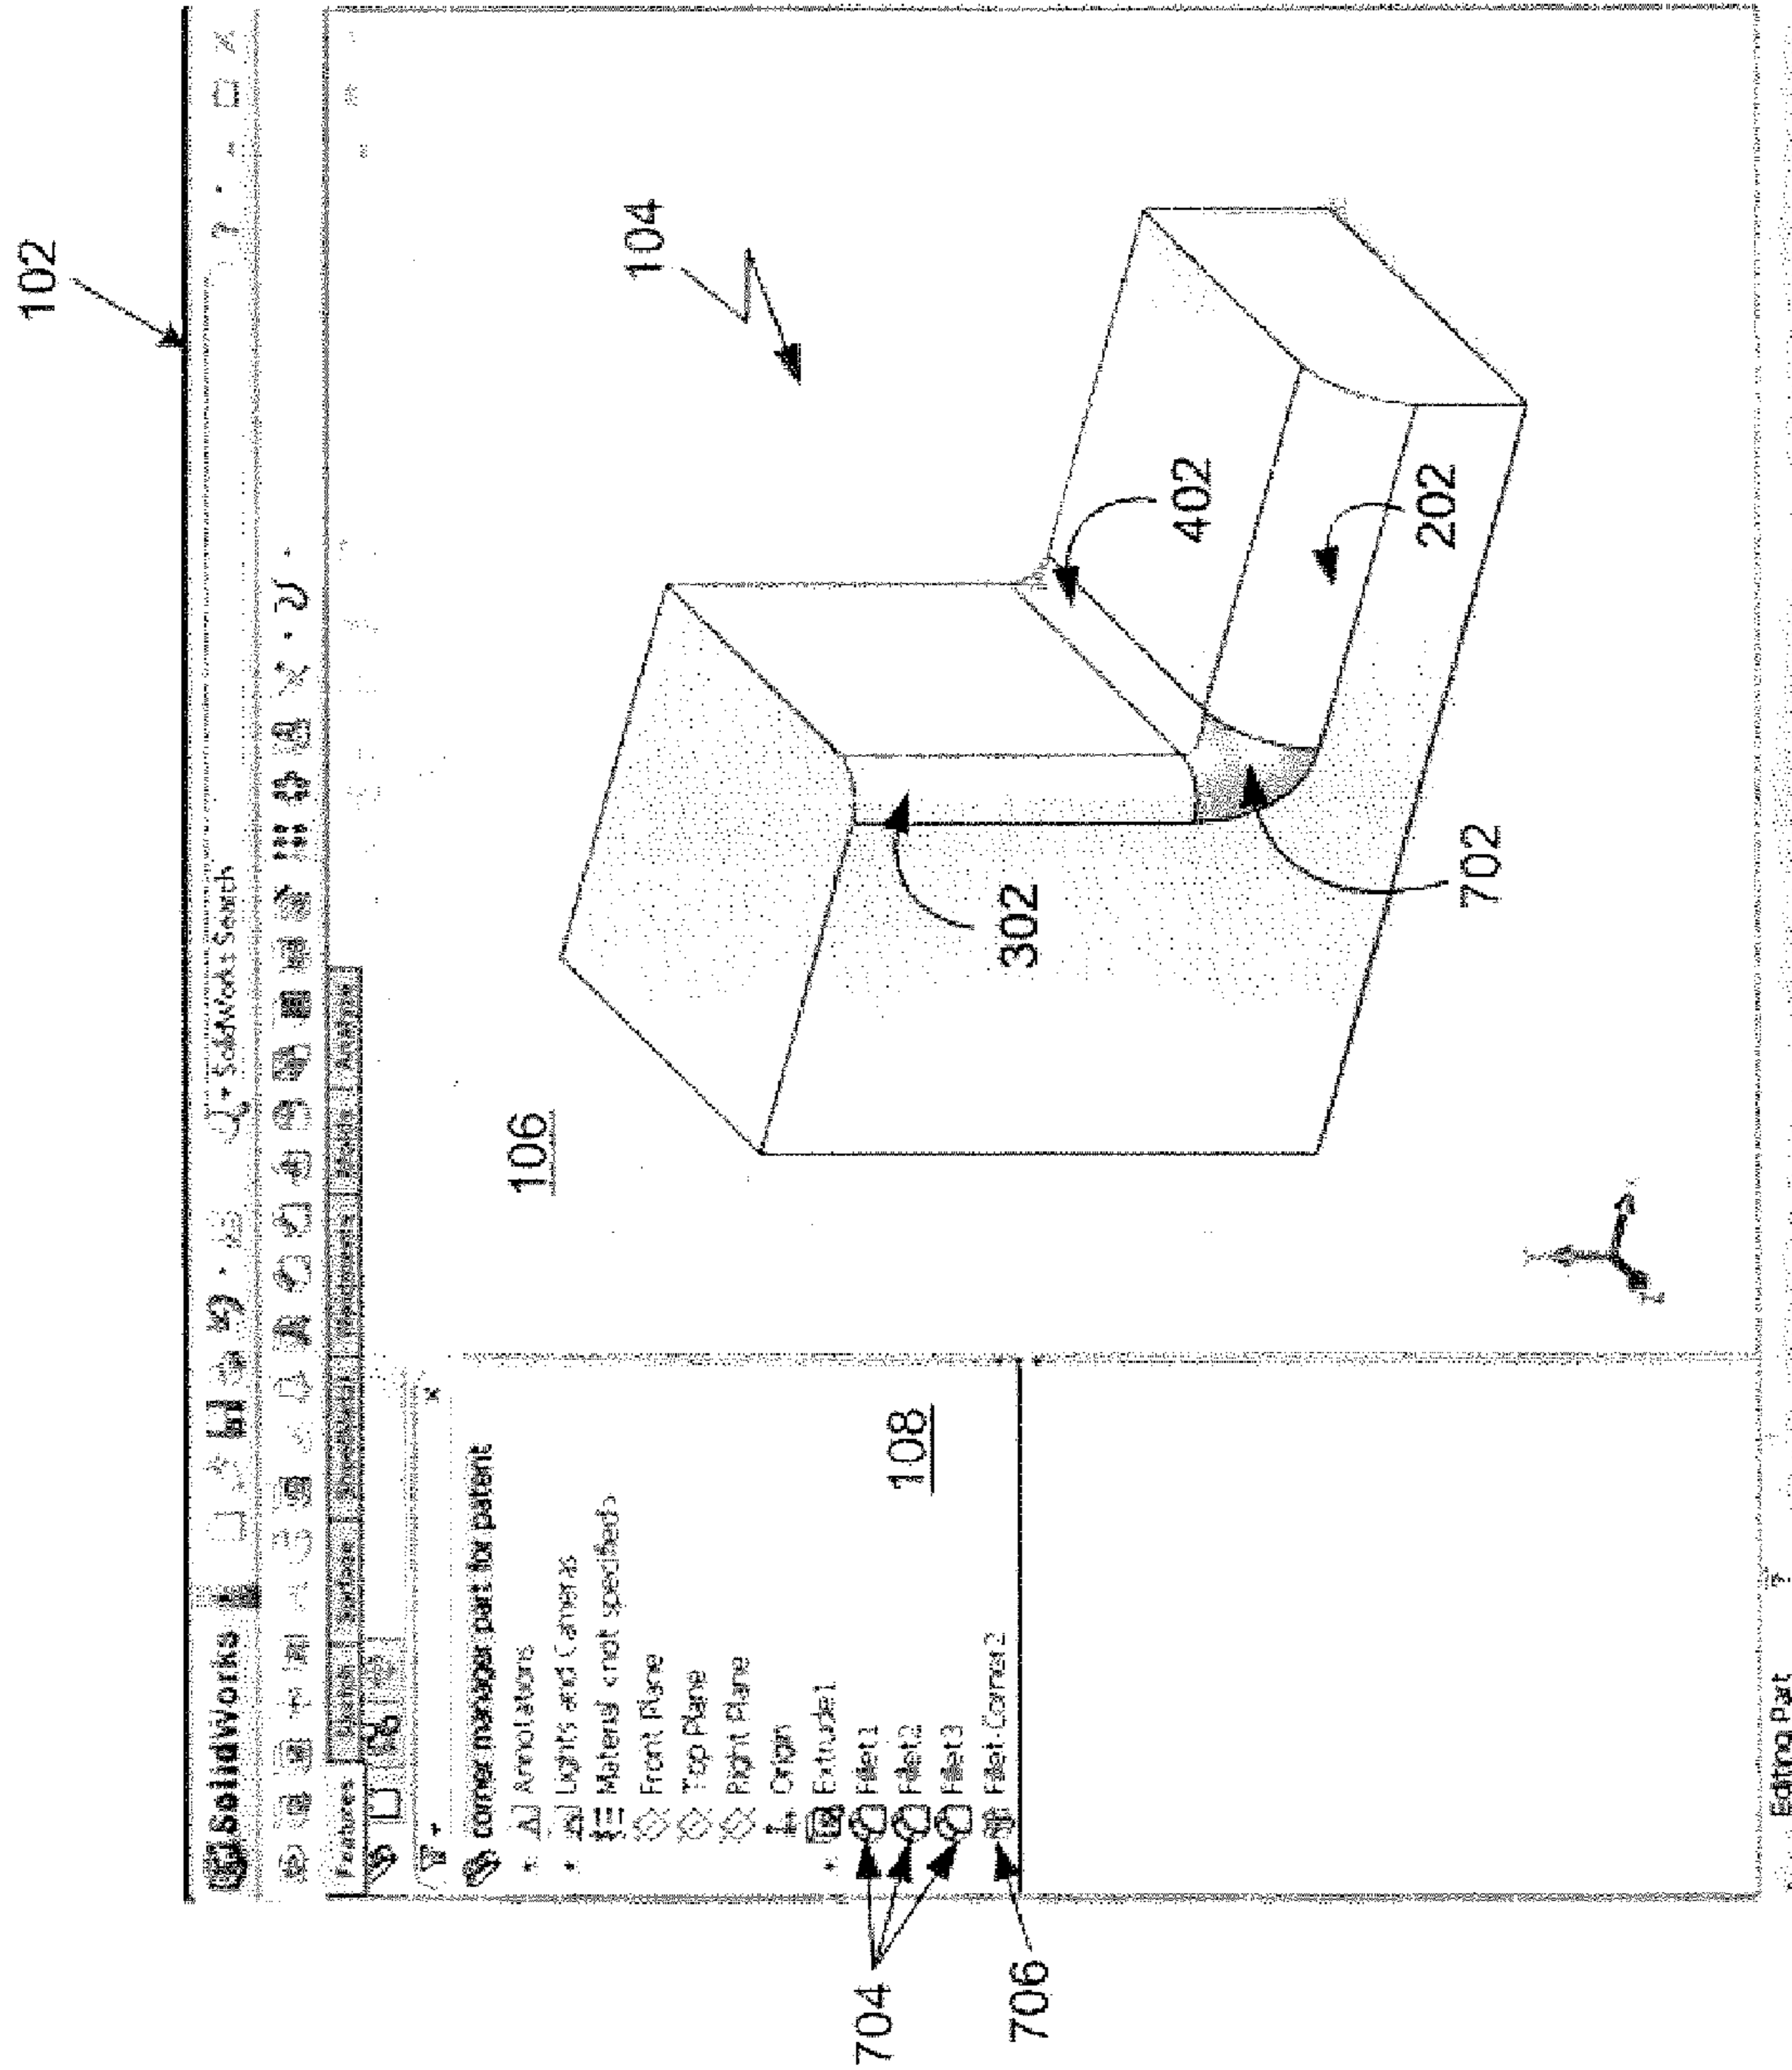 102
SolidWorks
SolidWorks Search
?
Features
Surface
Analyze
corner manager part for patent
Annotations
Lights and Cameras
Material <not specified>
Front Plane
Top Plane
Right Plane
Origin
Extrude1
Fillet1
Fillet2
Fillet3
Fillet-Corner2
108
704
706
106
104
302
402
202
702
Y
Z
Editing Part
?